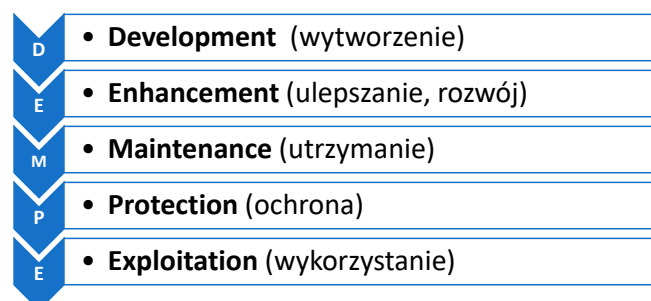 D
• Development (wytworzenie)
E
• Enhancement (ulepszanie, rozwój)
M
• Maintenance (utrzymanie)
P
• Protection (ochrona)
E
• Exploitation (wykorzystanie)